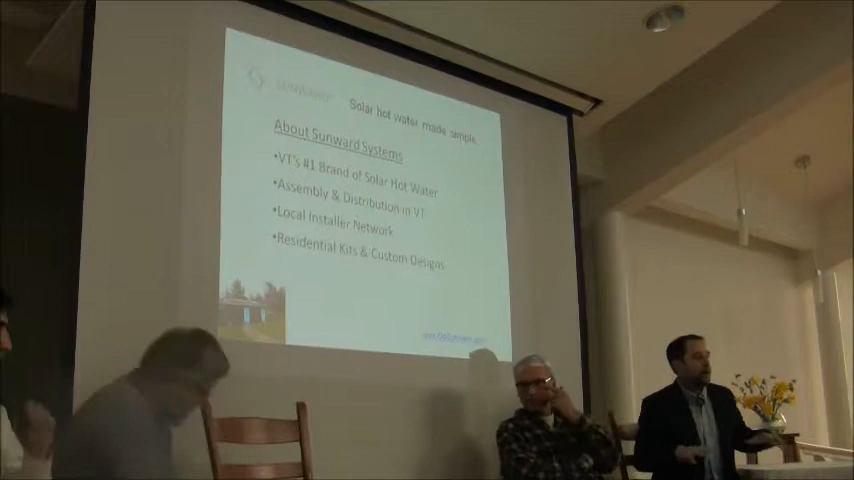 SUNWARD
Solar hot water made simple.
About Sunward Systems
•VT's #1 Brand of Solar Hot Water
•Assembly & Distribution in VT
•Local Installer Network
•Residential Kits & Custom Designs